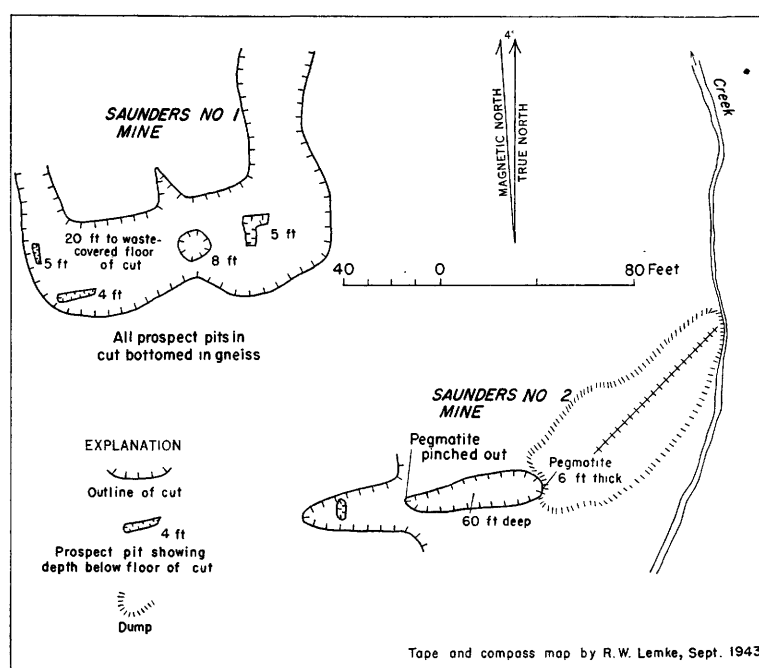 SAUNDERS NO 1
MINE
20 ft to waste-
covered floor
of cut
5 ft
4 ft
8 ft
5 ft
All prospect pits in
cut bottomed in gneiss
4°
MAGNETIC NORTH
TRUE NORTH
Creek
40 0 80 Feet
SAUNDERS NO 2
MINE
Pegmatite
pinched out
Pegmatite
6 ft thick
60 ft deep
EXPLANATION
Outline of cut
4 ft
Prospect pit showing
depth below floor of cut
Dump
Tape and compass map by R.W. Lemke, Sept. 1943